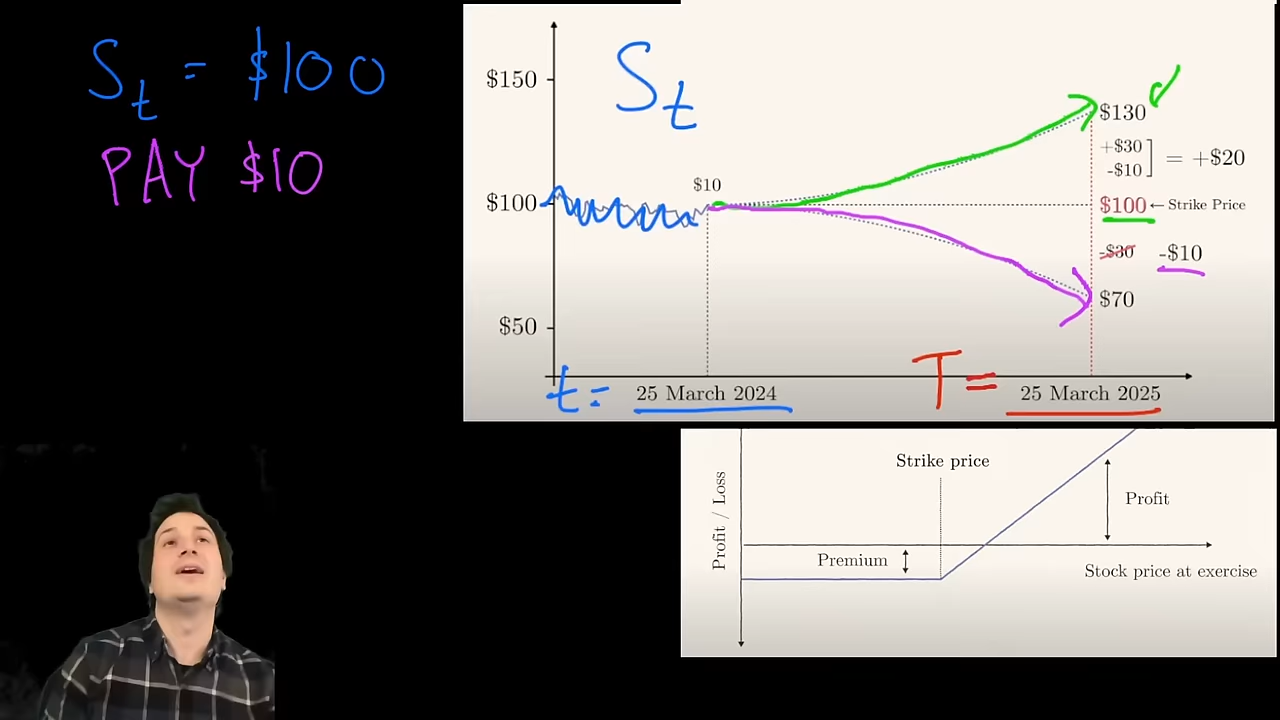 S_t = $100
PAY $10
$150
S_t
$130
+$30
-$10
= +$20
$10
$100
$100 ← Strike Price
-$30 -$10
$70
$50
t = 25 March 2024
T = 25 March 2025
Strike price
Profit / Loss
Profit
Premium
Stock price at exercise